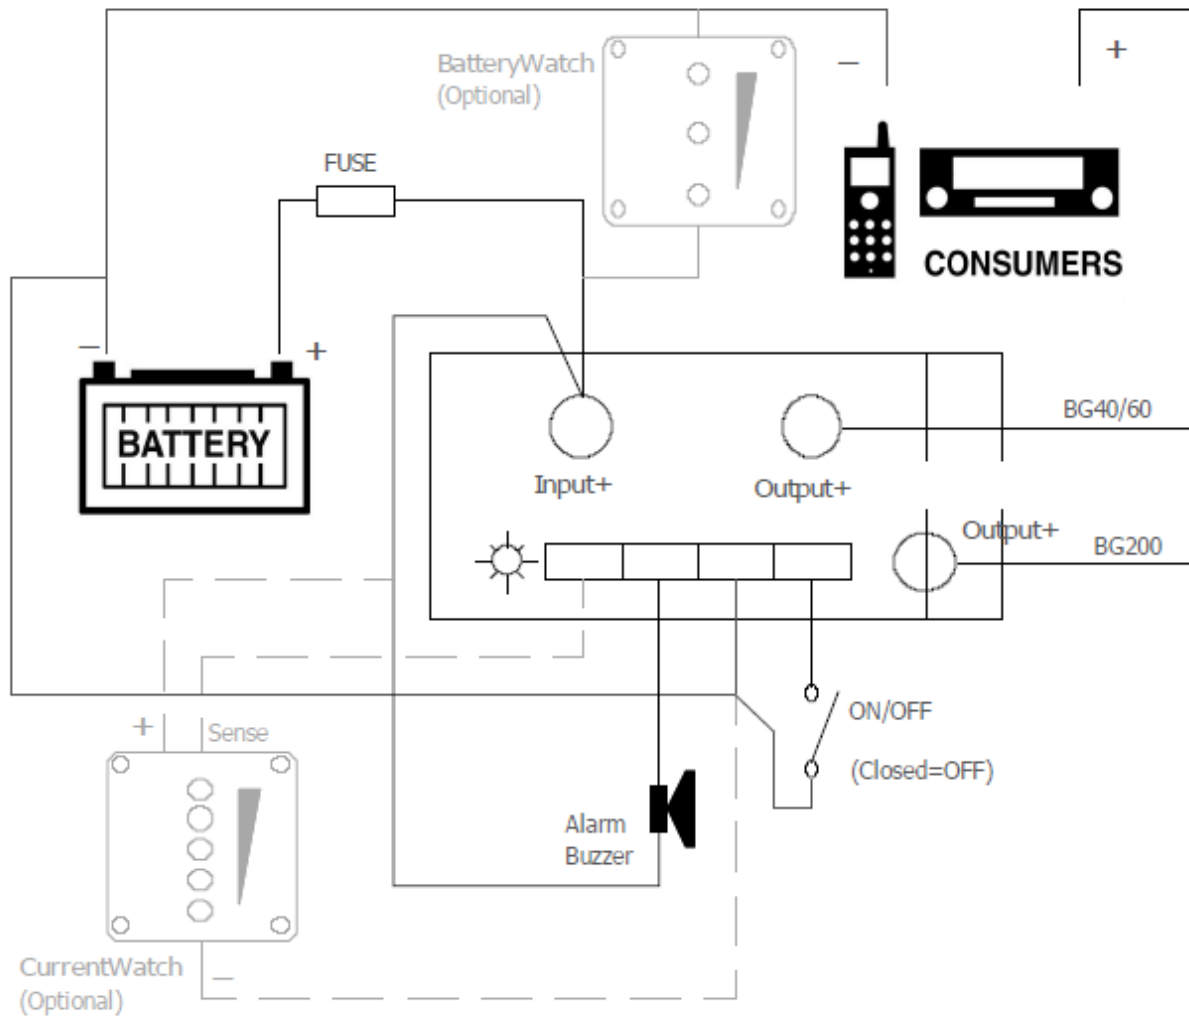 BatteryWatch
(Optional)
−
+
FUSE
CONSUMERS
−
+
BATTERY
BG40/60
Input+
Output+
Output+
BG200
+
Sense
ON/OFF
(Closed=OFF)
Alarm
Buzzer
CurrentWatch
(Optional)
−